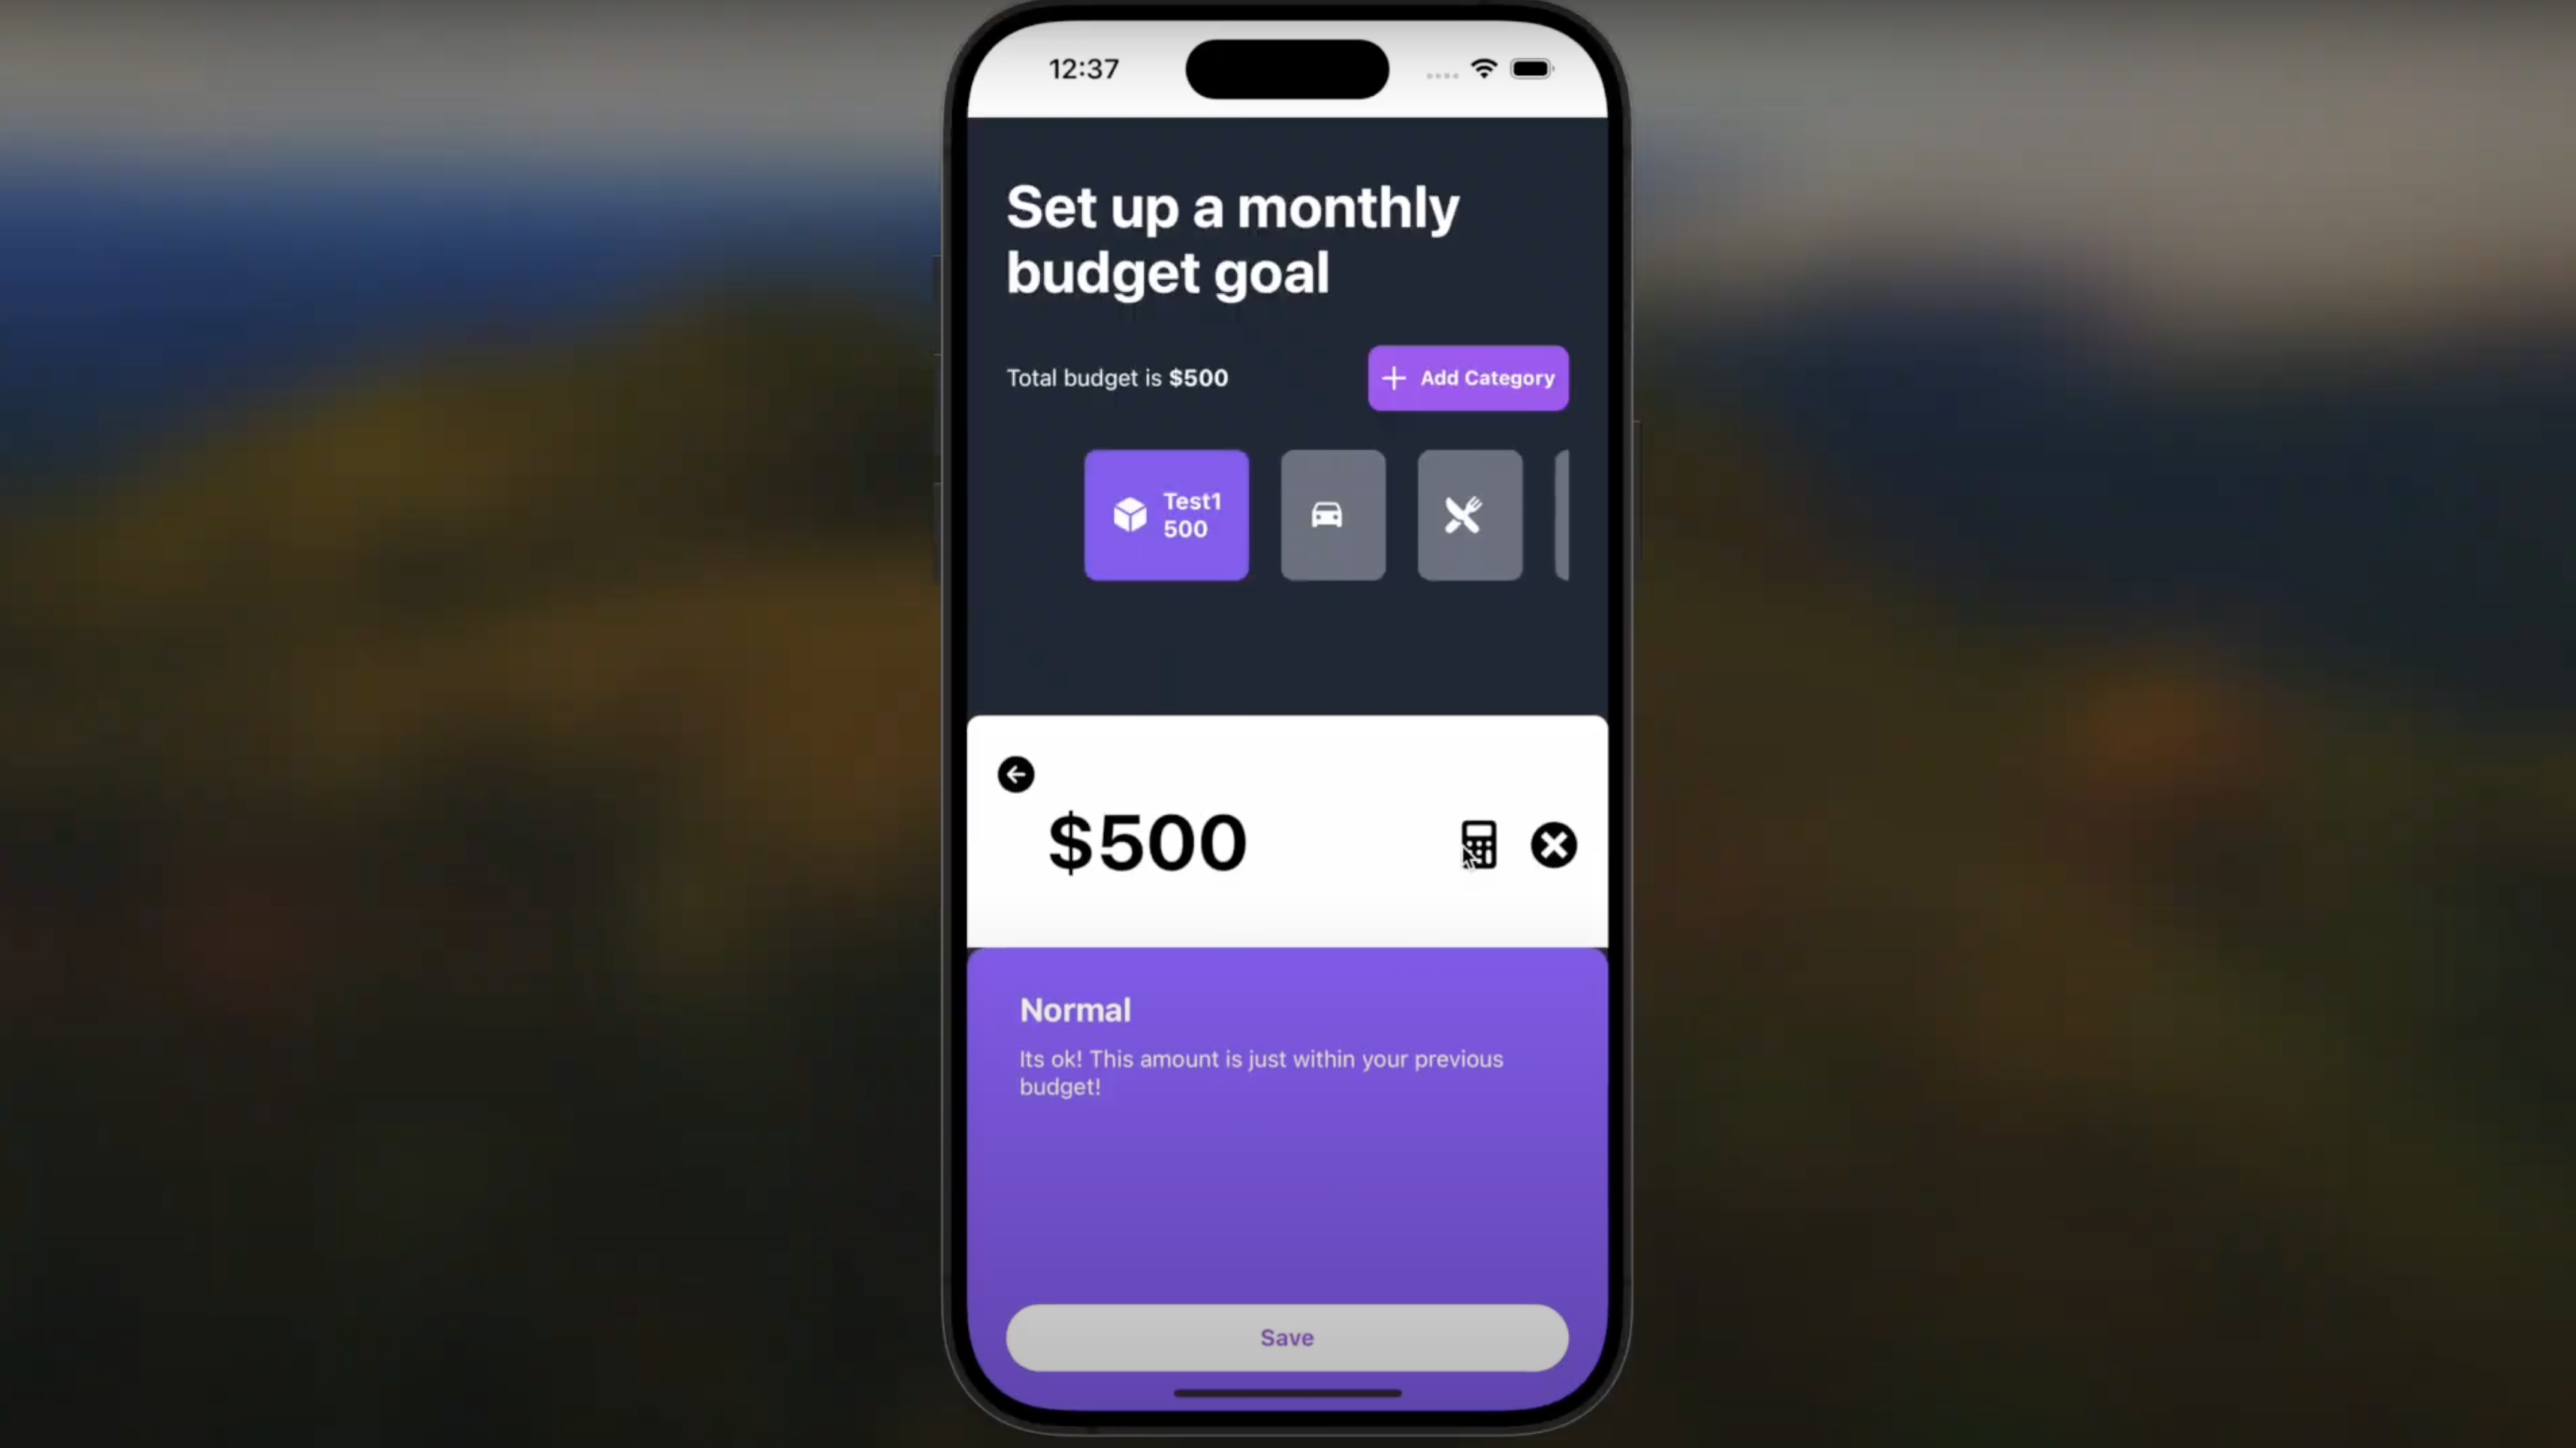 12:37
Set up a monthly
budget goal
Total budget is $500
Add Category
Test1
500
$500
Normal
Its ok! This amount is just within your previous
budget!
Save